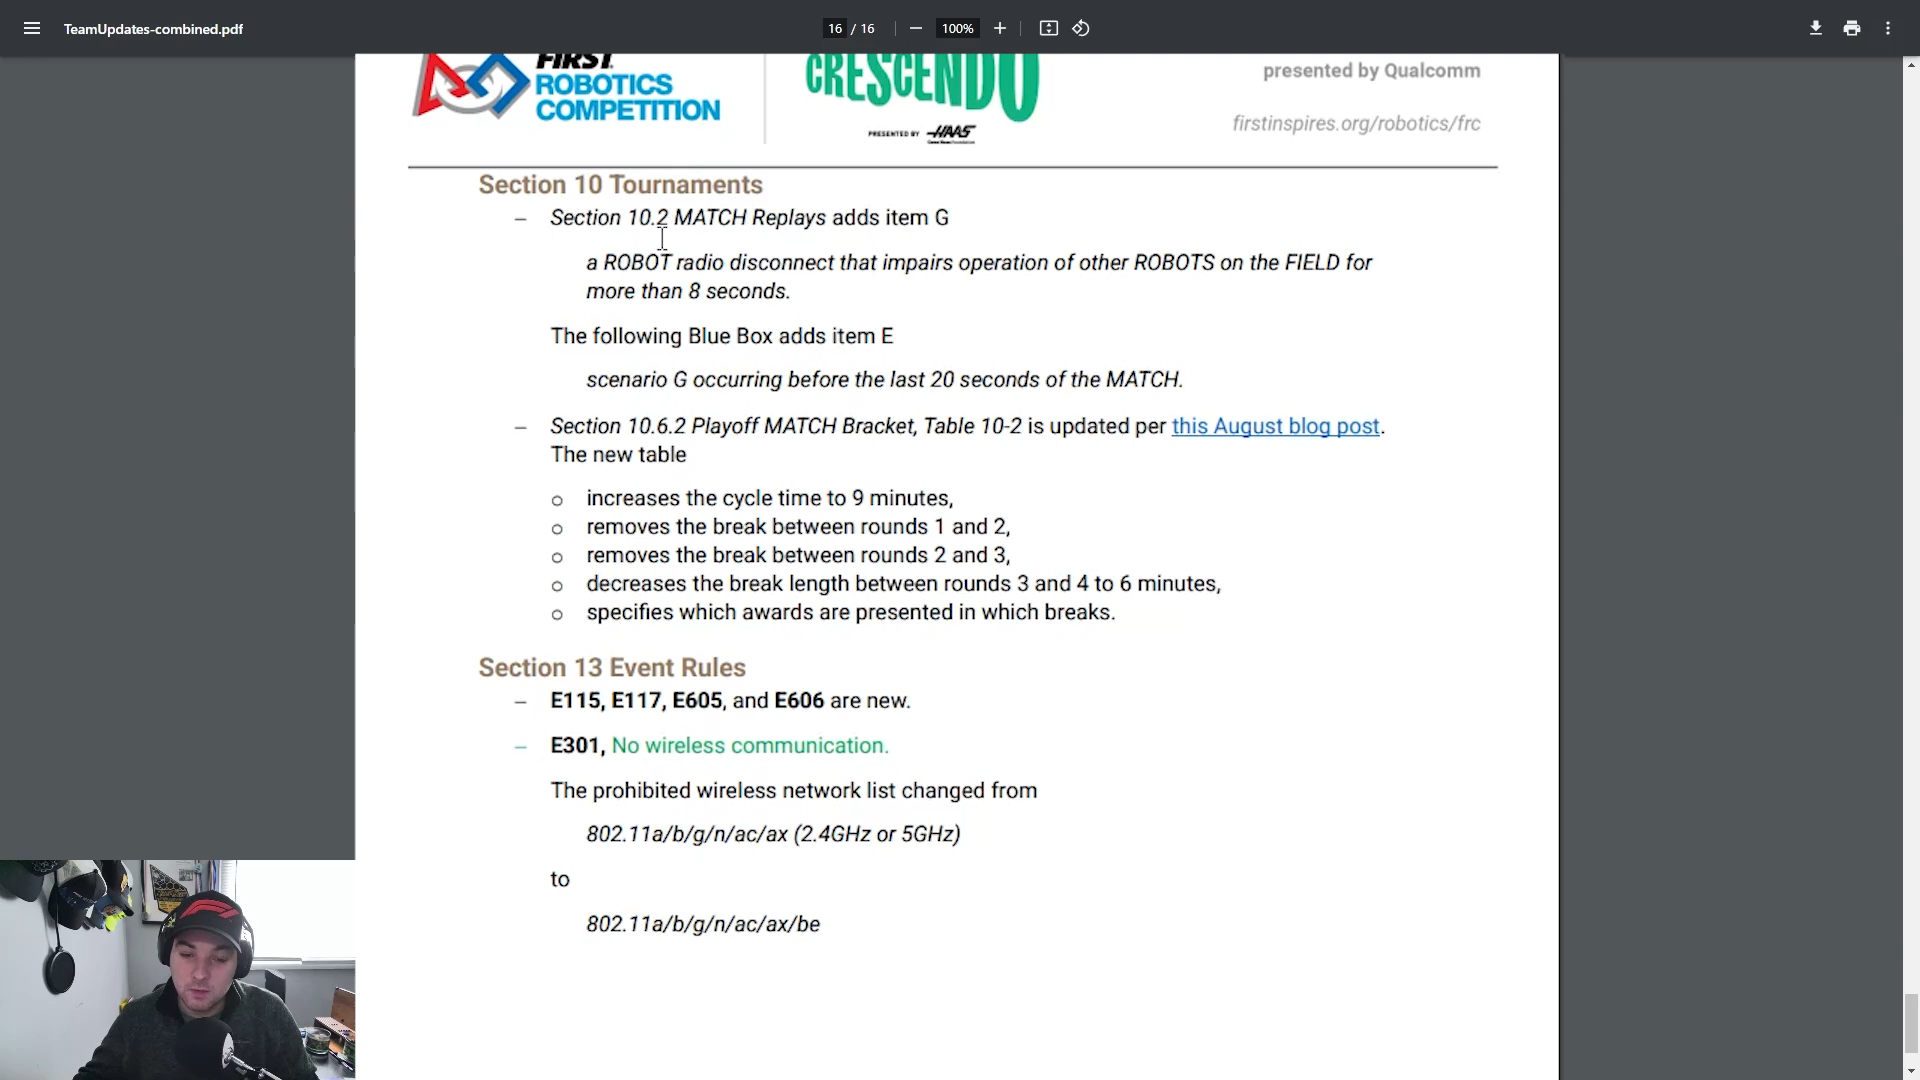 TeamUpdates-combined.pdf
16 / 16
100%
FIRST
ROBOTICS
COMPETITION
CRESCENDO
PRESENTED BY HAAS
presented by Qualcomm
firstinspires.org/robotics/frc
Section 10 Tournaments
– Section 10.2 MATCH Replays adds item G
a ROBOT radio disconnect that impairs operation of other ROBOTS on the FIELD for
more than 8 seconds.
The following Blue Box adds item E
scenario G occurring before the last 20 seconds of the MATCH.
– Section 10.6.2 Playoff MATCH Bracket, Table 10-2 is updated per this August blog post.
The new table
o increases the cycle time to 9 minutes,
o removes the break between rounds 1 and 2,
o removes the break between rounds 2 and 3,
o decreases the break length between rounds 3 and 4 to 6 minutes,
o specifies which awards are presented in which breaks.
Section 13 Event Rules
– E115, E117, E605, and E606 are new.
– E301, No wireless communication.
The prohibited wireless network list changed from
802.11a/b/g/n/ac/ax (2.4GHz or 5GHz)
to
802.11a/b/g/n/ac/ax/be